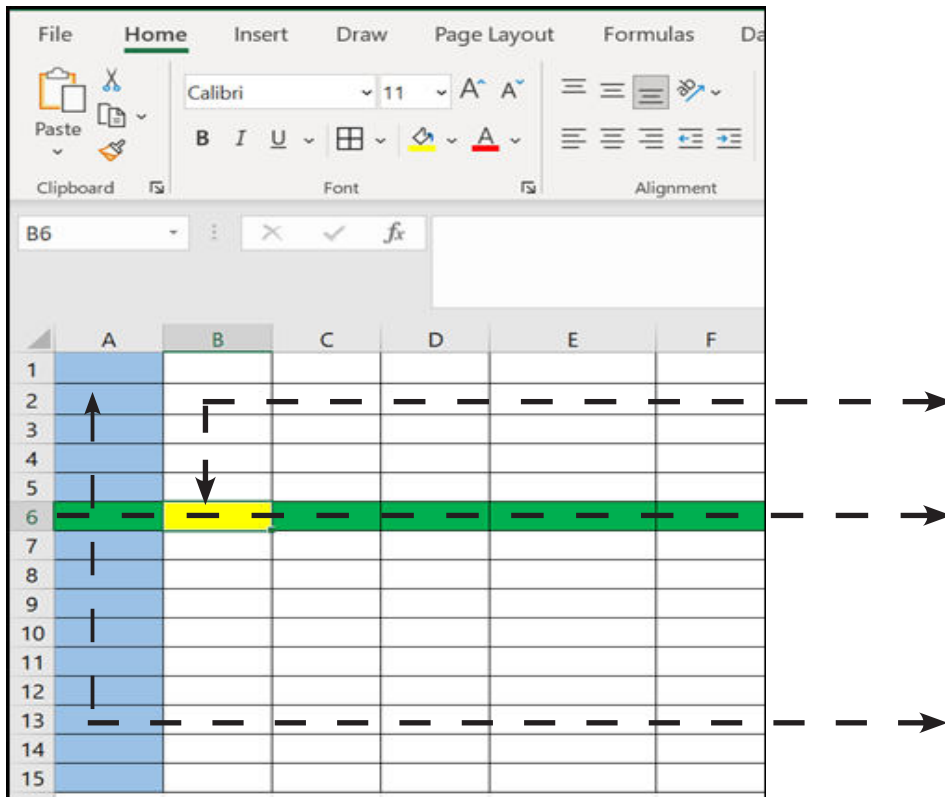 File Home Insert Draw Page Layout Formulas Da
Calibri 11 A A
Paste
B I U A
Clipboard Font Alignment
B6 fx
A B C D E F
1
2
3
4
5
6
7
8
9
10
11
12
13
14
15